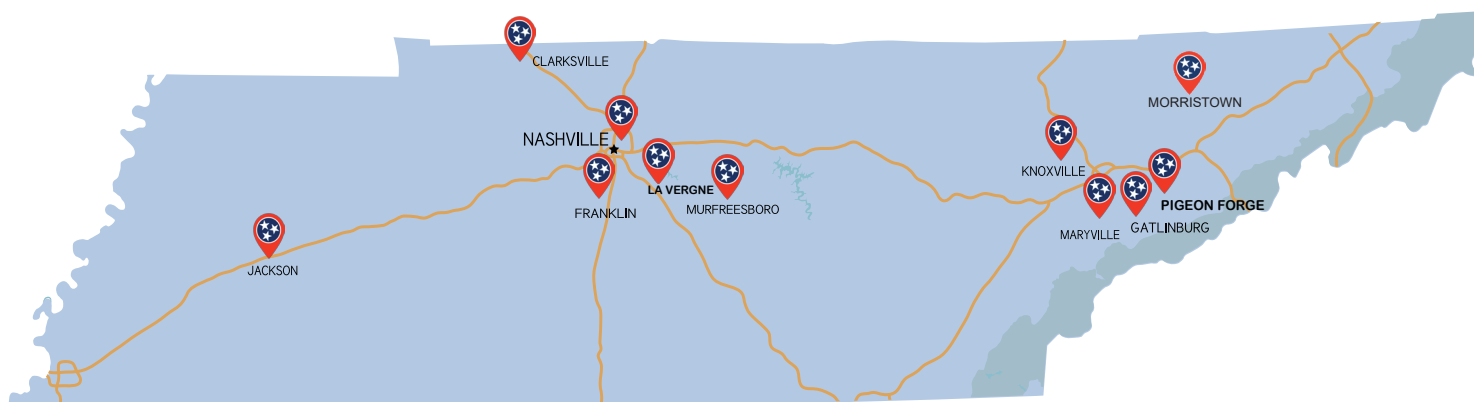 CLARKSVILLE
MORRISTOWN
NASHVILLE
KNOXVILLE
LA VERGNE
MURFREESBORO
PIGEON FORGE
FRANKLIN
GATLINBURG
MARYVILLE
JACKSON